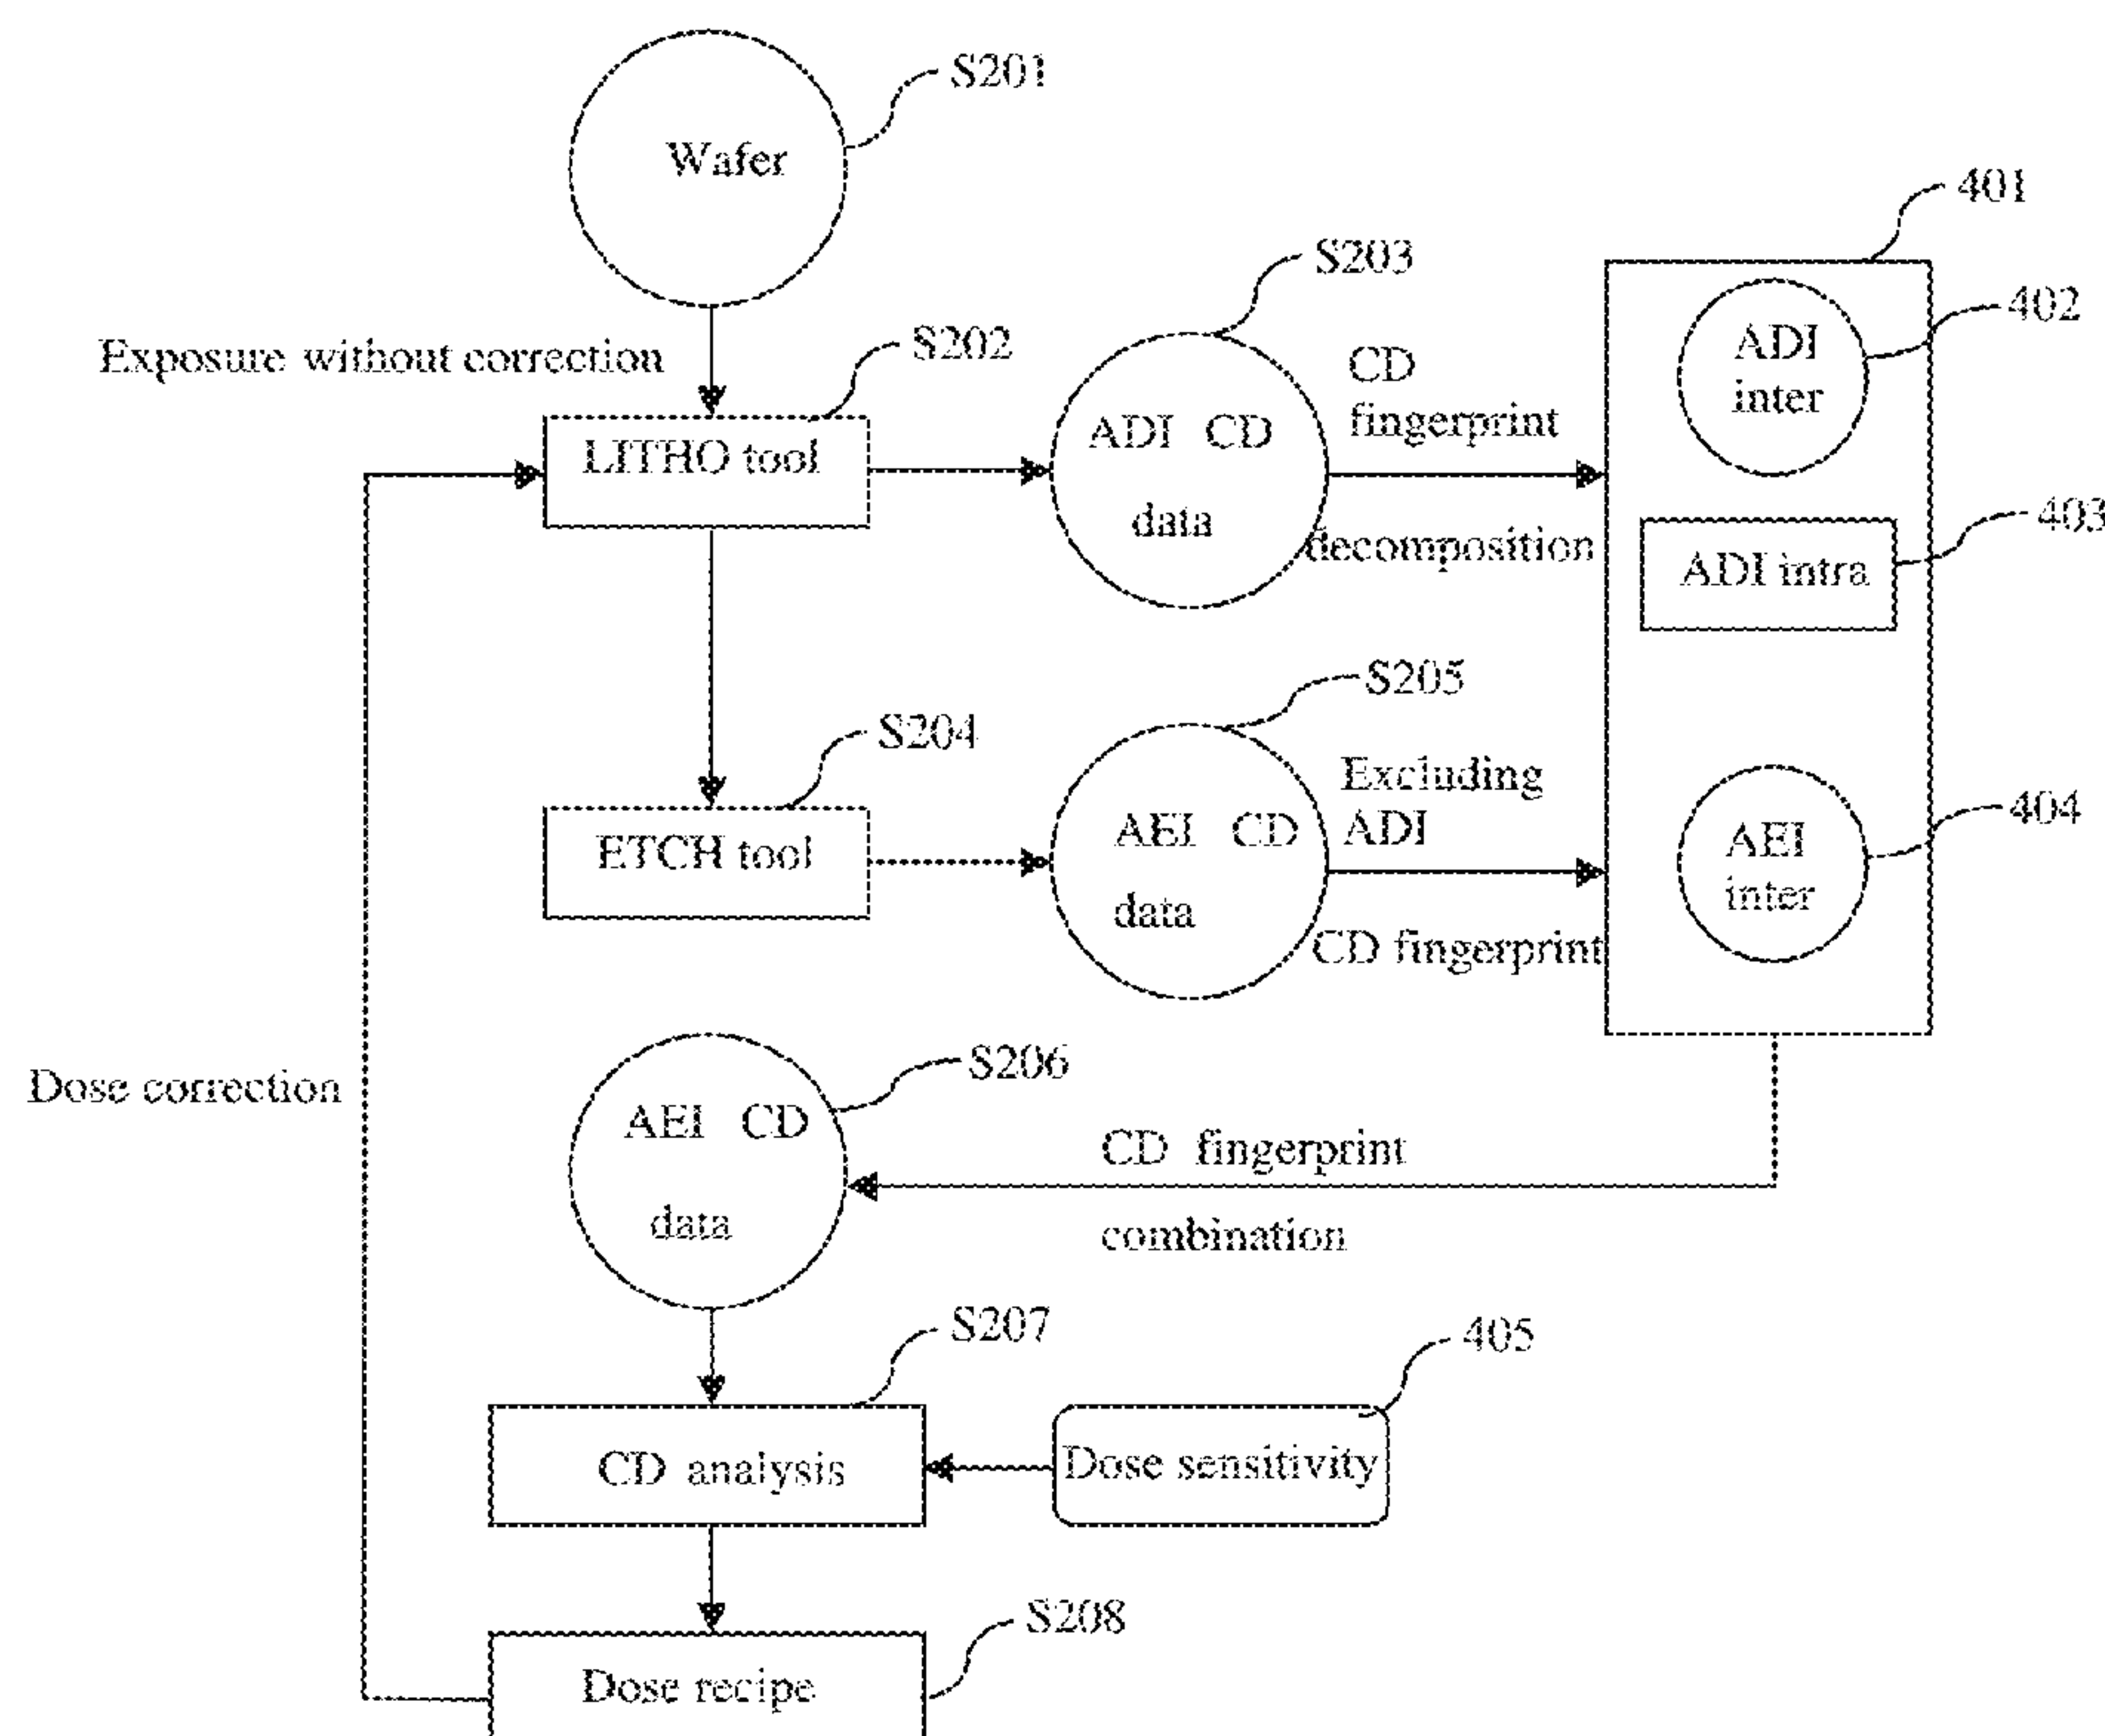 S201
Wafer
401
S203
402
ADI
inter
Exposure without correction
S202
CD
fingerprint
ADI CD
data
LITHO tool
decomposition
403
ADI intra
S205
S204
Excluding
ADI
AEI CD
data
404
AEI
inter
ETCH tool
CD fingerprint
S206
Dose correction
AEI CD
data
CD fingerprint
combination
S207
405
CD analysis
Dose sensitivity
S208
Dose recipe